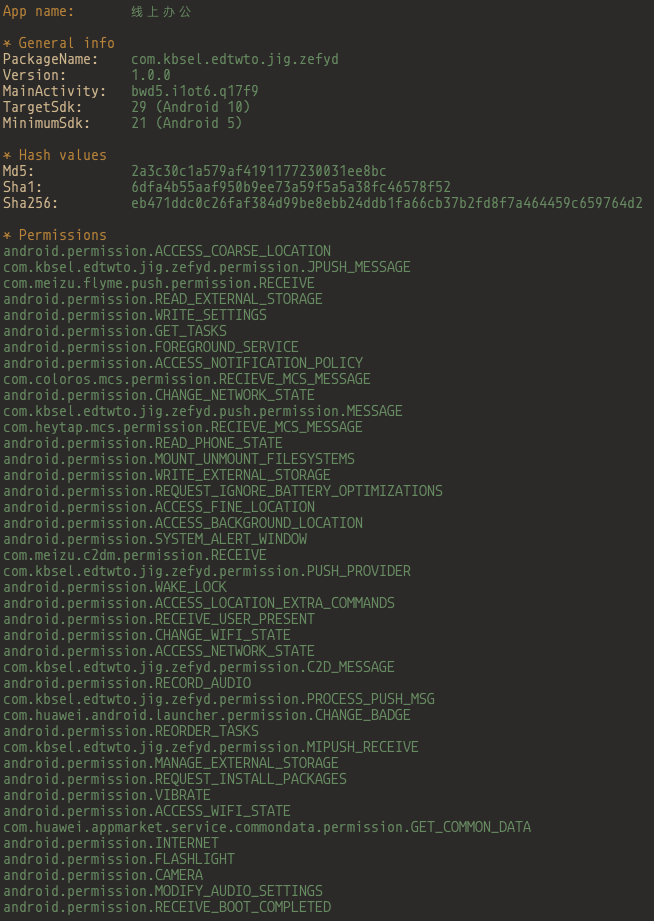 App name: 线上办公
* General info
PackageName: com.kbsel.edtwto.jig.zefyd
Version: 1.0.0
MainActivity: bwd5.i1ot6.q17f9
TargetSdk: 29 (Android 10)
MinimumSdk: 21 (Android 5)
* Hash values
Md5: 2a3c30c1a579af4191177230031ee8bc
Sha1: 6dfa4b55aaf950b9ee73a59f5a5a38fc46578f52
Sha256: eb471ddc0c26faf384d99be8ebb24ddb1fa66cb37b2fd8f7a464459c659764d2
* Permissions
android.permission.ACCESS_COARSE_LOCATION
com.kbsel.edtwto.jig.zefyd.permission.JPUSH_MESSAGE
com.meizu.flyme.push.permission.RECEIVE
android.permission.READ_EXTERNAL_STORAGE
android.permission.WRITE_SETTINGS
android.permission.GET_TASKS
android.permission.FOREGROUND_SERVICE
android.permission.ACCESS_NOTIFICATION_POLICY
com.coloros.mcs.permission.RECIEVE_MCS_MESSAGE
android.permission.CHANGE_NETWORK_STATE
com.kbsel.edtwto.jig.zefyd.push.permission.MESSAGE
com.heytap.mcs.permission.RECIEVE_MCS_MESSAGE
android.permission.READ_PHONE_STATE
android.permission.MOUNT_UNMOUNT_FILESYSTEMS
android.permission.WRITE_EXTERNAL_STORAGE
android.permission.REQUEST_IGNORE_BATTERY_OPTIMIZATIONS
android.permission.ACCESS_FINE_LOCATION
android.permission.ACCESS_BACKGROUND_LOCATION
android.permission.SYSTEM_ALERT_WINDOW
com.meizu.c2dm.permission.RECEIVE
com.kbsel.edtwto.jig.zefyd.permission.PUSH_PROVIDER
android.permission.WAKE_LOCK
android.permission.ACCESS_LOCATION_EXTRA_COMMANDS
android.permission.RECEIVE_USER_PRESENT
android.permission.CHANGE_WIFI_STATE
android.permission.ACCESS_NETWORK_STATE
com.kbsel.edtwto.jig.zefyd.permission.C2D_MESSAGE
android.permission.RECORD_AUDIO
com.kbsel.edtwto.jig.zefyd.permission.PROCESS_PUSH_MSG
com.huawei.android.launcher.permission.CHANGE_BADGE
android.permission.REORDER_TASKS
com.kbsel.edtwto.jig.zefyd.permission.MIPUSH_RECEIVE
android.permission.MANAGE_EXTERNAL_STORAGE
android.permission.REQUEST_INSTALL_PACKAGES
android.permission.VIBRATE
android.permission.ACCESS_WIFI_STATE
com.huawei.appmarket.service.commondata.permission.GET_COMMON_DATA
android.permission.INTERNET
android.permission.FLASHLIGHT
android.permission.CAMERA
android.permission.MODIFY_AUDIO_SETTINGS
android.permission.RECEIVE_BOOT_COMPLETED